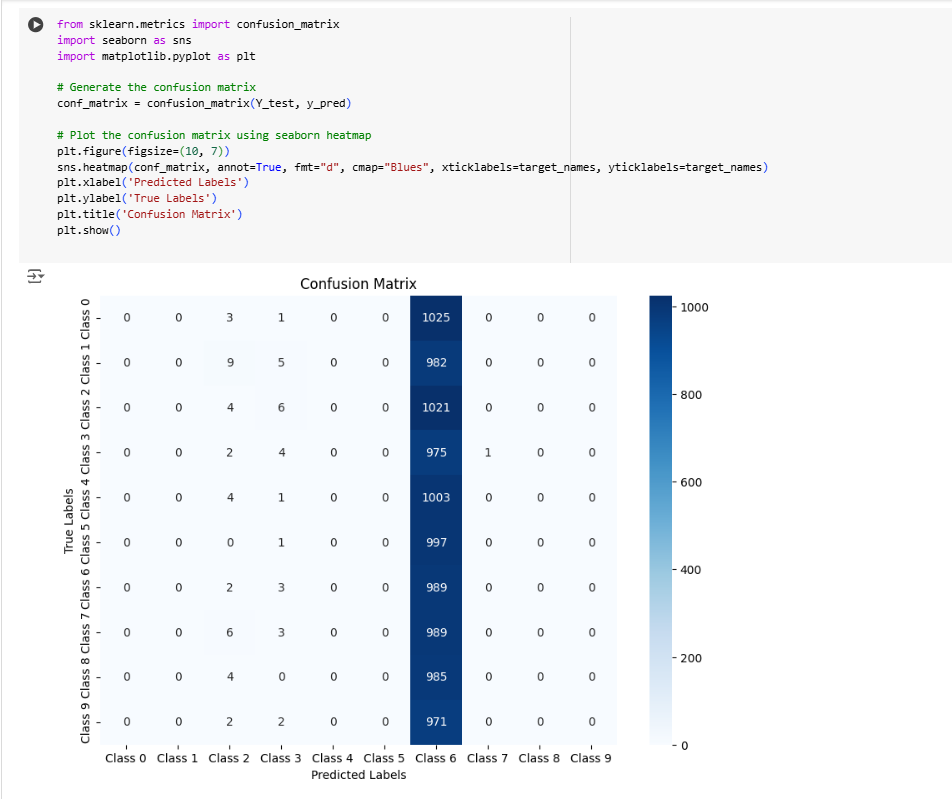 from sklearn.metrics import confusion_matrix
import seaborn as sns
import matplotlib.pyplot as plt
# Generate the confusion matrix
conf_matrix = confusion_matrix(Y_test, y_pred)
# Plot the confusion matrix using seaborn heatmap
plt.figure(figsize=(10, 7))
sns.heatmap(conf_matrix, annot=True, fmt="d", cmap="Blues", xticklabels=target_names, yticklabels=target_names)
plt.xlabel('Predicted Labels')
plt.ylabel('True Labels')
plt.title('Confusion Matrix')
plt.show()
Confusion Matrix
True Labels
Class 0 0 0 3 1 0 0 1025 0 0 0
Class 1 0 0 9 5 0 0 982 0 0 0
Class 2 0 0 4 6 0 0 1021 0 0 0
Class 3 0 0 2 4 0 0 975 1 0 0
Class 4 0 0 4 1 0 0 1003 0 0 0
Class 5 0 0 0 1 0 0 997 0 0 0
Class 6 0 0 2 3 0 0 989 0 0 0
Class 7 0 0 6 3 0 0 989 0 0 0
Class 8 0 0 4 0 0 0 985 0 0 0
Class 9 0 0 2 2 0 0 971 0 0 0
Class 0 Class 1 Class 2 Class 3 Class 4 Class 5 Class 6 Class 7 Class 8 Class 9
Predicted Labels
1000
800
600
400
200
0